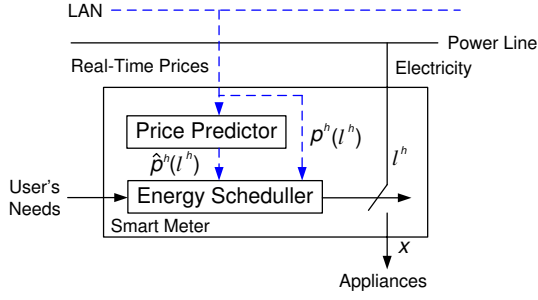 LAN
Power Line
Real-Time Prices
Electricity
Price Predictor
p^h(l^h)
p̂^h(l^h)
l^h
User's
Needs
Energy Scheduller
Smart Meter
x
Appliances